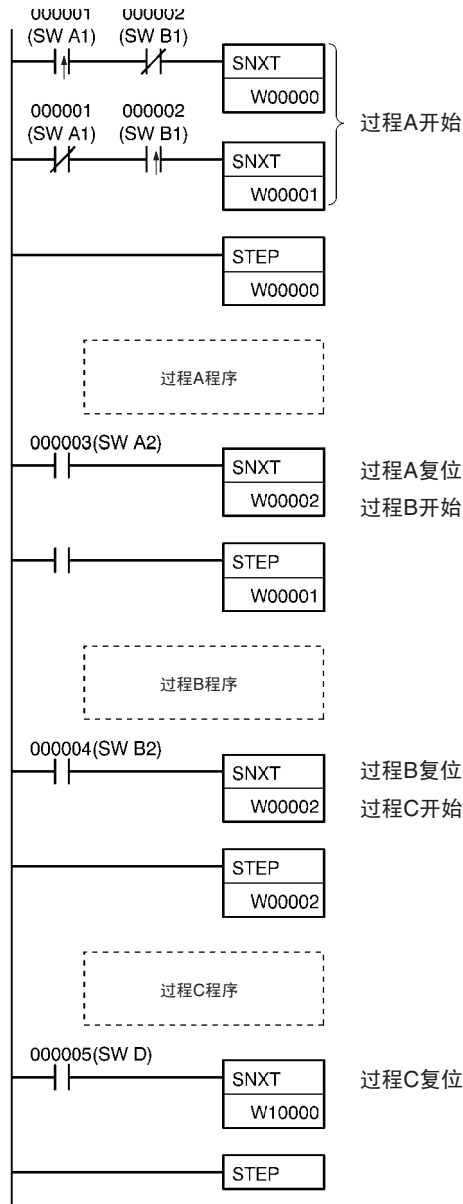 000001 000002
(SW A1) (SW B1)
SNXT
W00000
过程A开始
000001 000002
(SW A1) (SW B1)
SNXT
W00001
STEP
W00000
过程A程序
000003(SW A2)
SNXT
过程A复位
W00002
过程B开始
STEP
W00001
过程B程序
000004(SW B2)
SNXT
过程B复位
W00002
过程C开始
STEP
W00002
过程C程序
000005(SW D)
SNXT
过程C复位
W10000
STEP